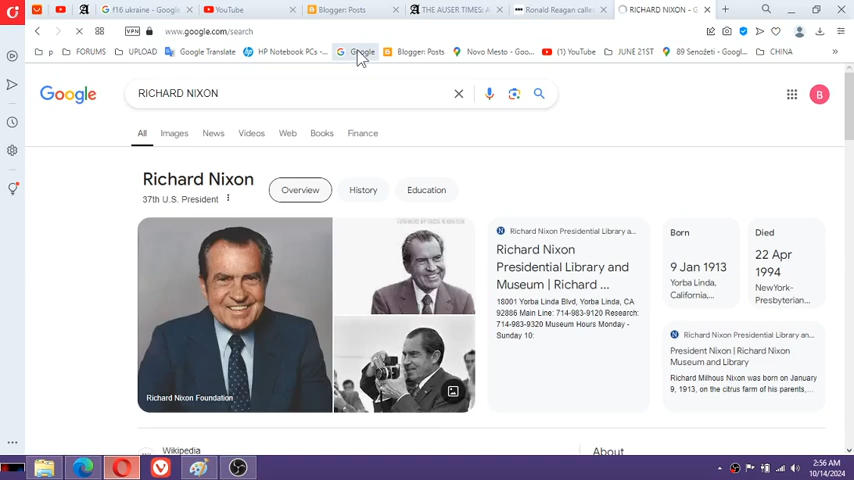 f16 ukraine - Google
YouTube
Blogger: Posts
THE AUSER TIMES:
Ronald Reagan calle
RICHARD NIXON - G
VPN
www.google.com/search
p
FORUMS
UPLOAD
Google Translate
HP Notebook PCs -...
Google
Blogger: Posts
Novo Mesto - Goo...
(1) YouTube
JUNE 21ST
89 Senožeti - Googl...
CHINA
Google
RICHARD NIXON
B
All
Images
News
Videos
Web
Books
Finance
Richard Nixon
37th U.S. President
Overview
History
Education
Richard Nixon Foundation
Richard Nixon Presidential Library a...
Richard Nixon
Presidential Library and
Museum | Richard ...
18001 Yorba Linda Blvd, Yorba Linda, CA
92886 Main Line: 714-983-9120 Research:
714-983-9320 Museum Hours Monday -
Sunday 10:
Born
9 Jan 1913
Yorba Linda,
California,...
Died
22 Apr
1994
NewYork-
Presbyterian...
Richard Nixon Presidential Library an...
President Nixon | Richard Nixon
Museum and Library
Richard Milhous Nixon was born on January
9, 1913, on the citrus farm of his parents,...
Wikipedia
About
2:56 AM
10/14/2024